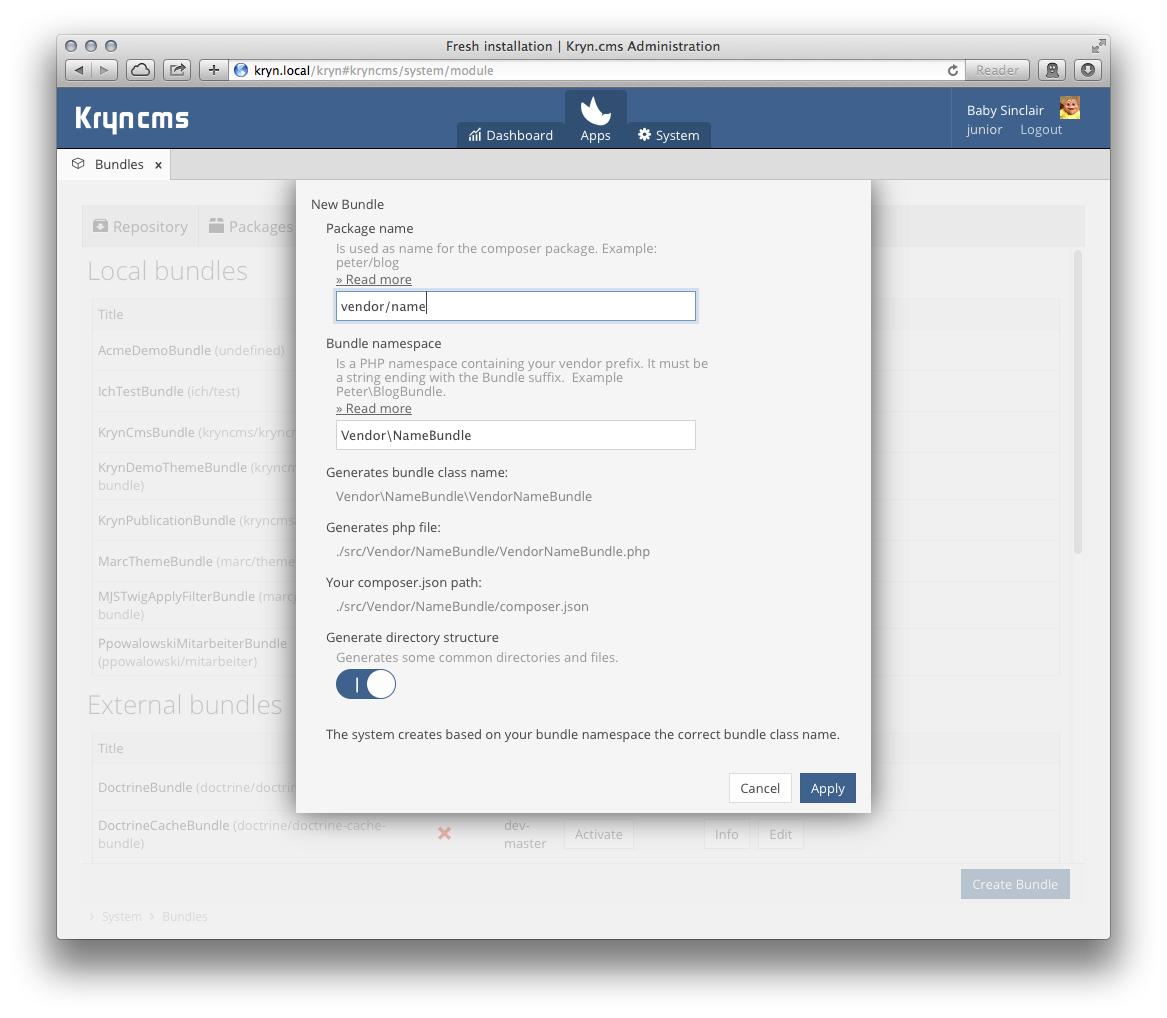 Fresh installation | Kryn.cms Administration
kryn.local/kryn#kryncms/system/module
Reader
Kryncms
Dashboard
Apps
System
Baby Sinclair
junior Logout
Bundles x
Repository
Packages
Local bundles
Title
AcmeDemoBundle (undefined)
IchTestBundle (ich/test)
KrynCmsBundle (kryncms/kryncr
KrynDemoThemeBundle (kryncm
bundle)
KrynPublicationBundle (kryncms
MarcThemeBundle (marc/theme
MJSTwigApplyFilterBundle (marc
bundle)
PpowalowskiMitarbeiterBundle
(ppowalowski/mitarbeiter)
External bundles
Title
DoctrineBundle (doctrine/doctrin
DoctrineCacheBundle (doctrine/doctrine-cache-
bundle)
dev-
master
Activate
Info
Edit
New Bundle
Package name
Is used as name for the composer package. Example:
peter/blog
» Read more
vendor/name
Bundle namespace
Is a PHP namespace containing your vendor prefix. It must be
a string ending with the Bundle suffix.  Example
Peter\BlogBundle.
» Read more
Vendor\NameBundle
Generates bundle class name:
Vendor\NameBundle\VendorNameBundle
Generates php file:
./src/Vendor/NameBundle/VendorNameBundle.php
Your composer.json path:
./src/Vendor/NameBundle/composer.json
Generate directory structure
Generates some common directories and files.
The system creates based on your bundle namespace the correct bundle class name.
Cancel
Apply
Create Bundle
› System › Bundles